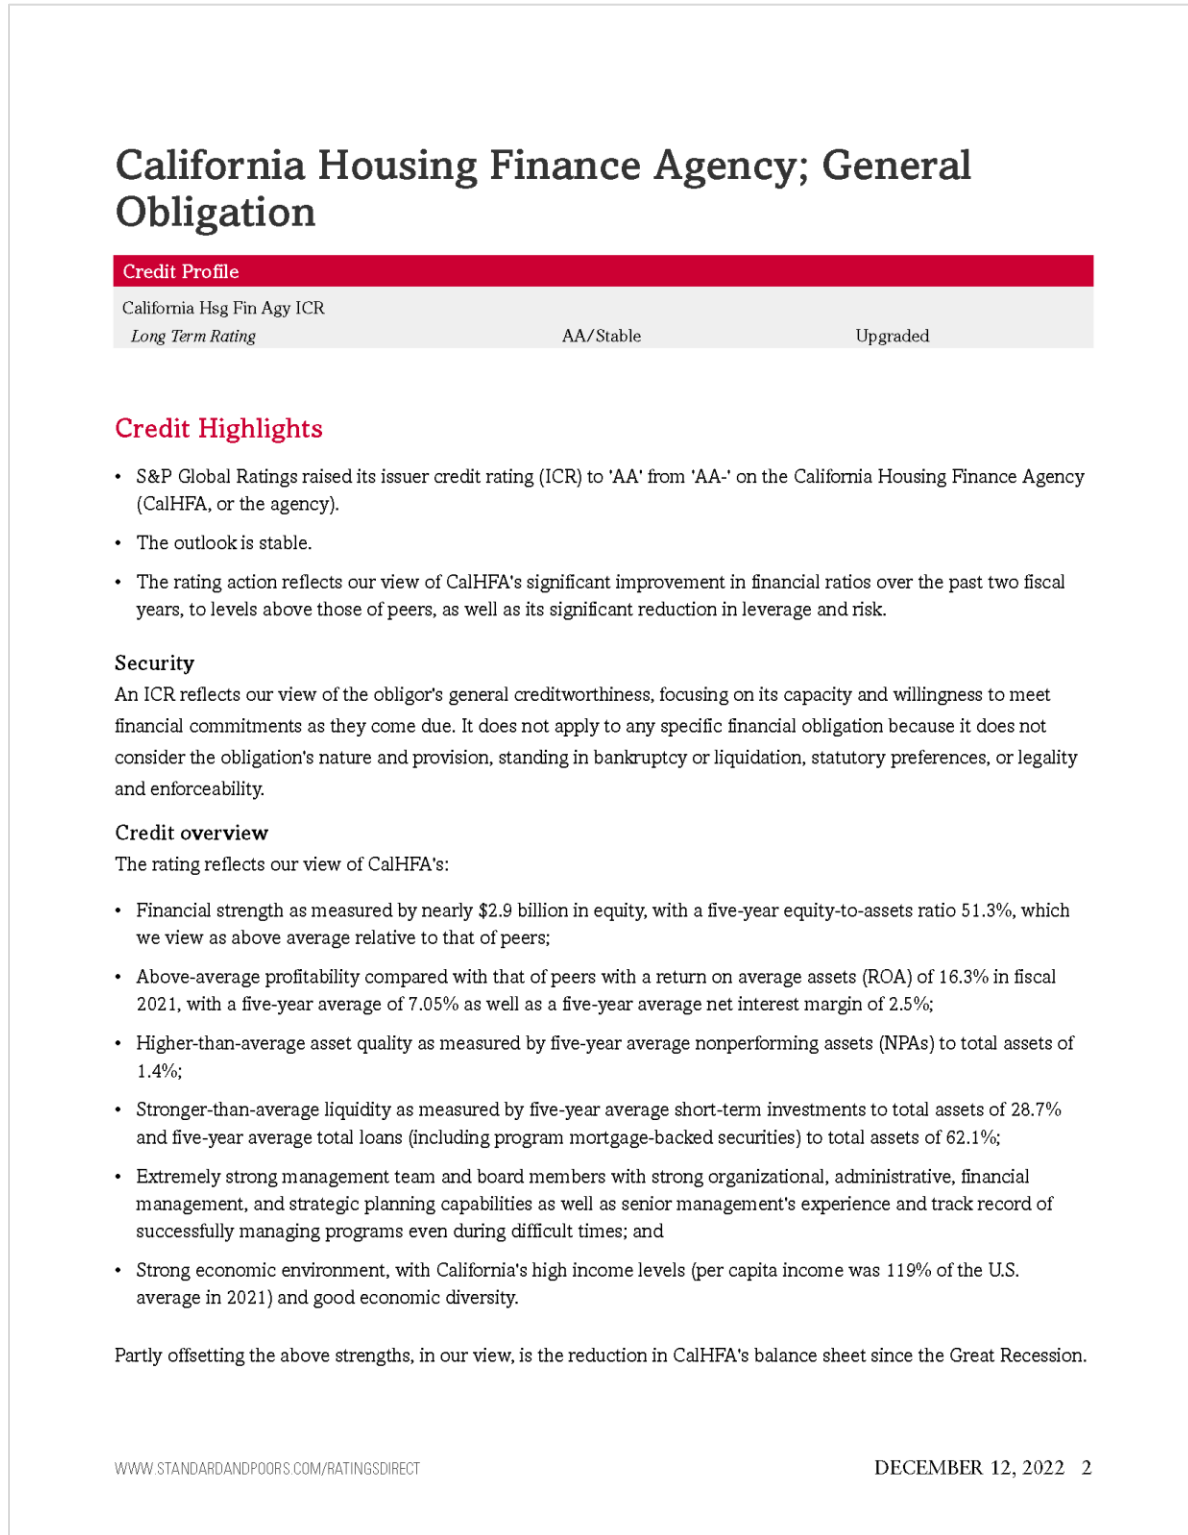 California Housing Finance Agency; General
Obligation
Credit Profile
California Hsg Fin Agy ICR
Long Term Rating AA/Stable Upgraded
Credit Highlights
• S&P Global Ratings raised its issuer credit rating (ICR) to 'AA' from 'AA-' on the California Housing Finance Agency
(CalHFA, or the agency).
• The outlook is stable.
• The rating action reflects our view of CalHFA's significant improvement in financial ratios over the past two fiscal
years, to levels above those of peers, as well as its significant reduction in leverage and risk.
Security
An ICR reflects our view of the obligor's general creditworthiness, focusing on its capacity and willingness to meet
financial commitments as they come due. It does not apply to any specific financial obligation because it does not
consider the obligation's nature and provision, standing in bankruptcy or liquidation, statutory preferences, or legality
and enforceability.
Credit overview
The rating reflects our view of CalHFA's:
• Financial strength as measured by nearly $2.9 billion in equity, with a five-year equity-to-assets ratio 51.3%, which
we view as above average relative to that of peers;
• Above-average profitability compared with that of peers with a return on average assets (ROA) of 16.3% in fiscal
2021, with a five-year average of 7.05% as well as a five-year average net interest margin of 2.5%;
• Higher-than-average asset quality as measured by five-year average nonperforming assets (NPAs) to total assets of
1.4%;
• Stronger-than-average liquidity as measured by five-year average short-term investments to total assets of 28.7%
and five-year average total loans (including program mortgage-backed securities) to total assets of 62.1%;
• Extremely strong management team and board members with strong organizational, administrative, financial
management, and strategic planning capabilities as well as senior management's experience and track record of
successfully managing programs even during difficult times; and
• Strong economic environment, with California's high income levels (per capita income was 119% of the U.S.
average in 2021) and good economic diversity.
Partly offsetting the above strengths, in our view, is the reduction in CalHFA's balance sheet since the Great Recession.
WWW.STANDARDANDPOORS.COM/RATINGSDIRECT DECEMBER 12, 2022 2